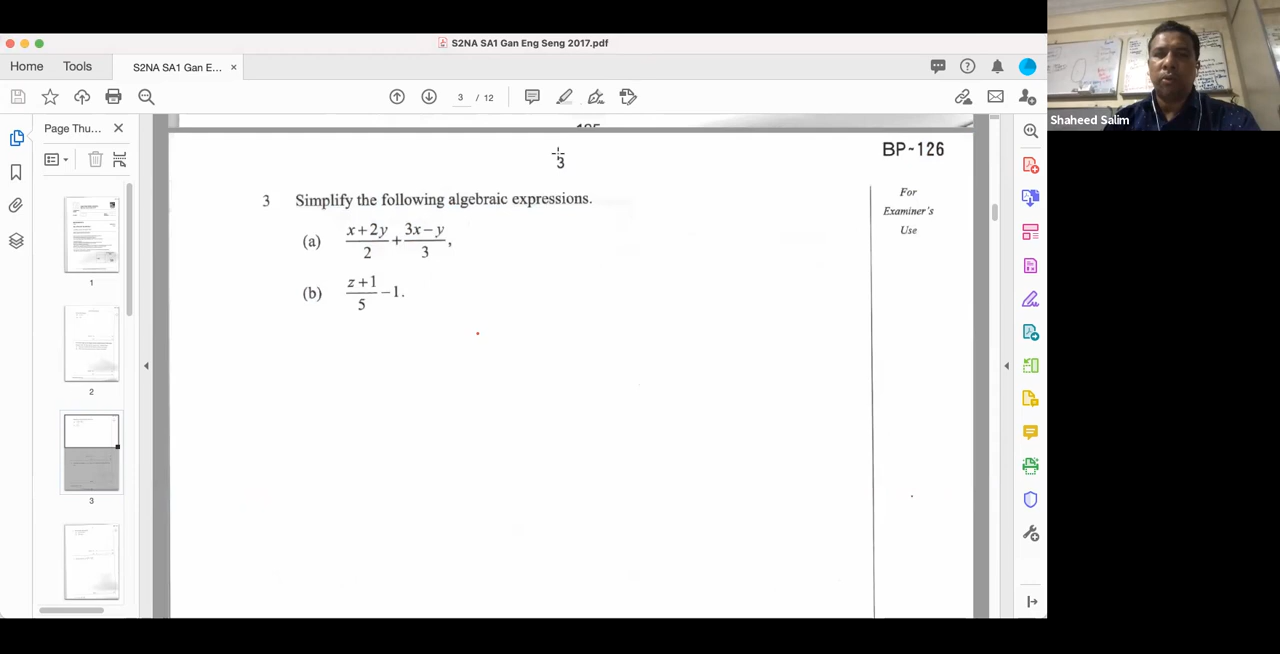 S2NA SA1 Gan Eng Seng 2017.pdf
Home Tools S2NA SA1 Gan E... ×
3 / 12
Page Thu... ×
1
2
3
3
BP-126
For
Examiner's
Use
3 Simplify the following algebraic expressions.
(a) x+2y/2 + 3x-y/3,
(b) z+1/5 - 1.
Shaheed Salim